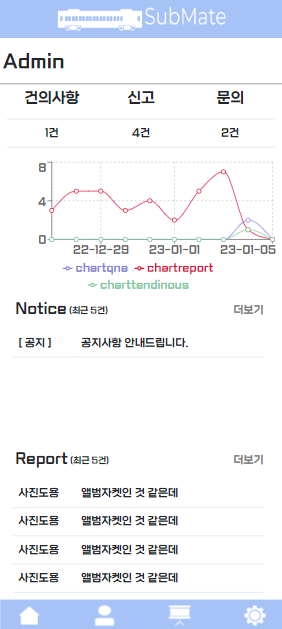 SubMate
Admin
건의사항 신고 문의
1건 4건 2건
8
4
0
22-12-29 23-01-01 23-01-05
chartqna chartreport
charttendinous
Notice (최근 5건) 더보기
[ 공지 ] 공지사항 안내드립니다.
Report (최근 5건) 더보기
사진도용 앨범자켓인 것 같은데
사진도용 앨범자켓인 것 같은데
사진도용 앨범자켓인 것 같은데
사진도용 앨범자켓인 것 같은데